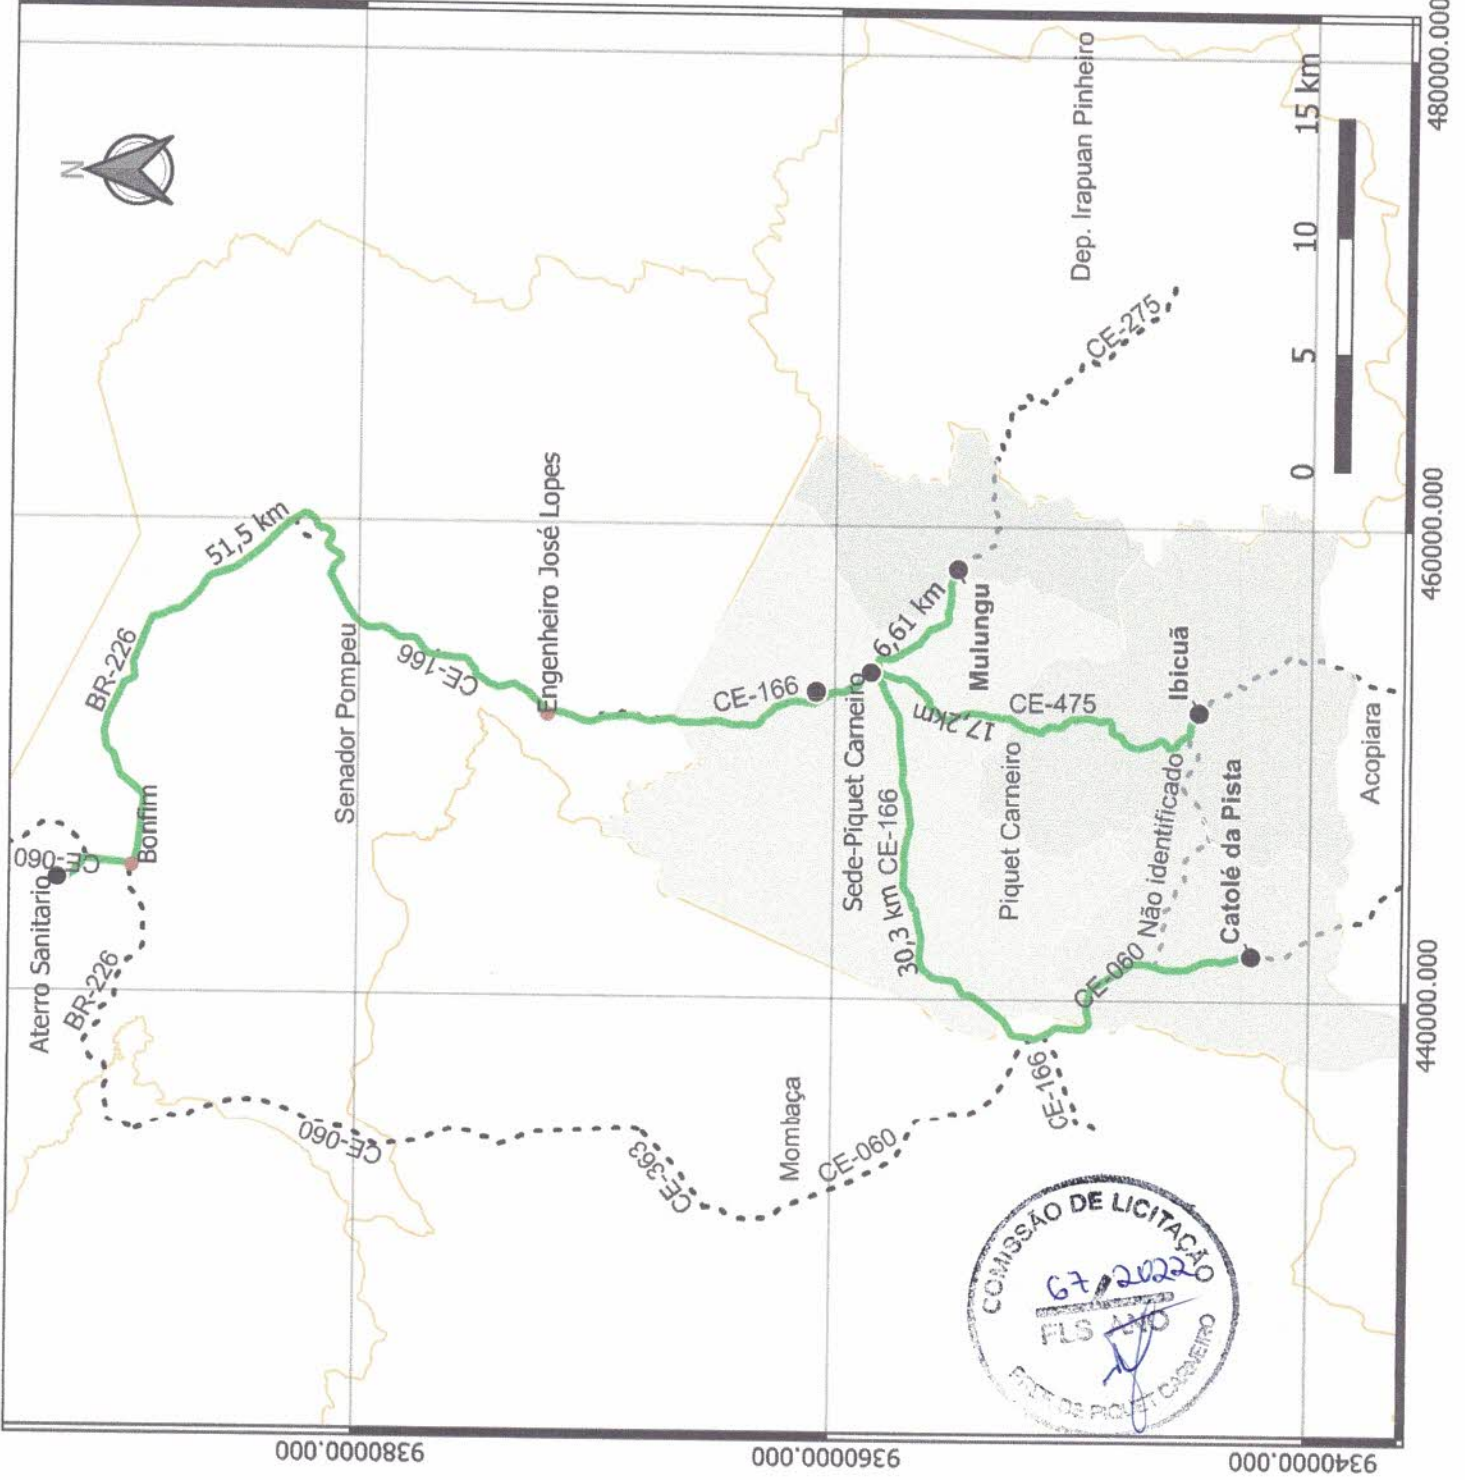 N
CE-060
Aterro Sanitario
Bonfim
BR-226
BR-226
51,5 km
Senador Pompeu
CE-166
Engenheiro José Lopes
CE-060
CE-363
Mombaça
CE-060
CE-166
CE-166
Sede-Piquet Carneiro
6,61 km
Mulungu
17,2km
CE-475
30,3 km CE-166
Piquet Carneiro
Não identificado
Ibicuã
Catolé da Pista
CE-060
Acopiara
CE-275
Dep. Irapuan Pinheiro
0 5 10 15 km
440000.000
460000.000
480000.000
9380000.000
9360000.000
9340000.000
COMISSÃO DE LICITAÇÃO
67/2022
FLS ANO
DE PIQUET CARNEIRO